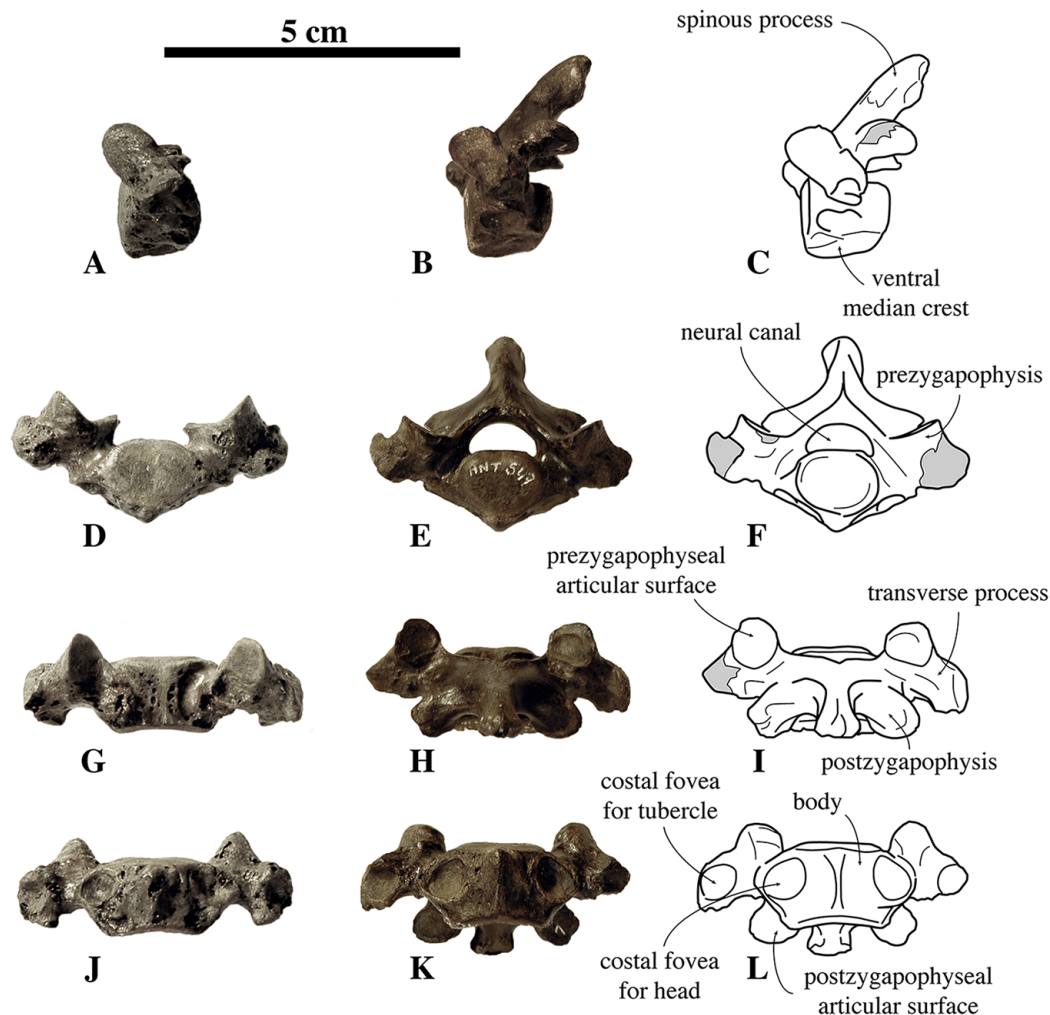 5 cm
spinous process
A
B
C
ventral
median crest
neural canal
prezygapophysis
ANT 547
D
E
F
prezygapophyseal
articular surface
transverse process
G
H
I
postzygapophysis
costal fovea
for tubercle
body
J
K
L
costal fovea
for head
postzygapophyseal
articular surface